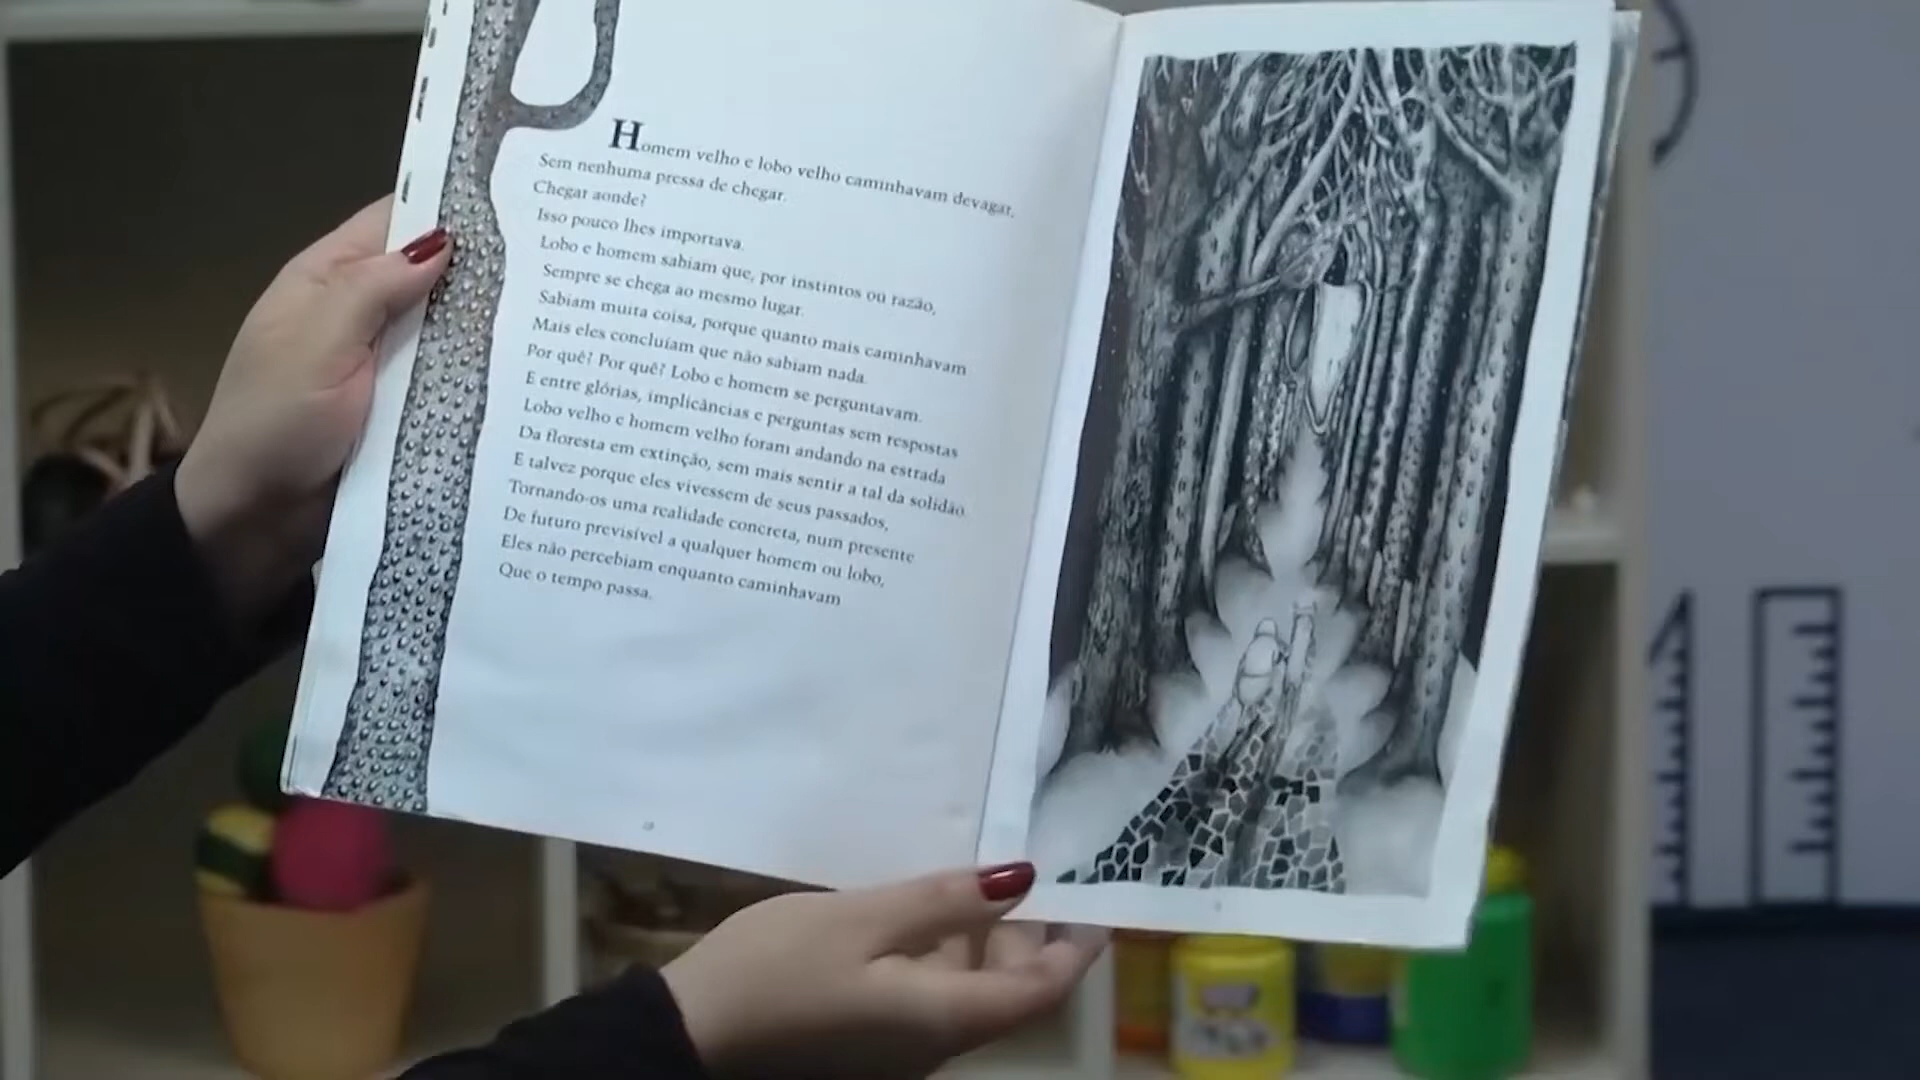 Homem velho e lobo velho caminhavam devagar,
Sem nenhuma pressa de chegar.
Chegar aonde?
Isso pouco lhes importava.
Lobo e homem sabiam que, por instintos ou razão,
Sempre se chega ao mesmo lugar.
Sabiam muita coisa, porque quanto mais caminhavam
Mais eles concluíam que não sabiam nada.
Por quê? Por quê? Lobo e homem se perguntavam.
E entre glórias, implicâncias e perguntas sem respostas
Lobo velho e homem velho foram andando na estrada
Da floresta em extinção, sem mais sentir a tal da solidão.
E talvez porque eles vivessem de seus passados,
Tornando-os uma realidade concreta, num presente
De futuro previsível a qualquer homem ou lobo,
Eles não percebiam enquanto caminhavam
Que o tempo passa.